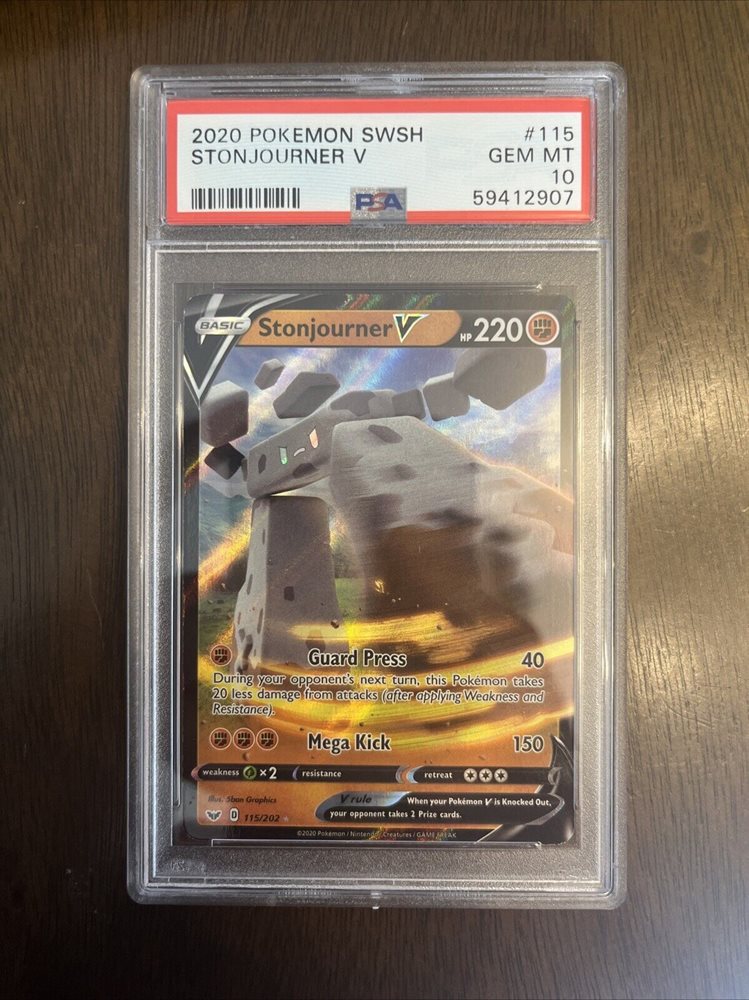 2020 POKEMON SWSH #115
STONJOURNER V GEM MT
10
PSA 59412907
BASIC Stonjourner V HP 220
Guard Press 40
During your opponent's next turn, this Pokémon takes
20 less damage from attacks (after applying Weakness and
Resistance).
Mega Kick 150
weakness ×2 resistance retreat
Illus. 5ban Graphics
V rule When your Pokémon V is Knocked Out,
your opponent takes 2 Prize cards.
D 115/202
©2020 Pokémon / Nintendo / Creatures / GAME FREAK